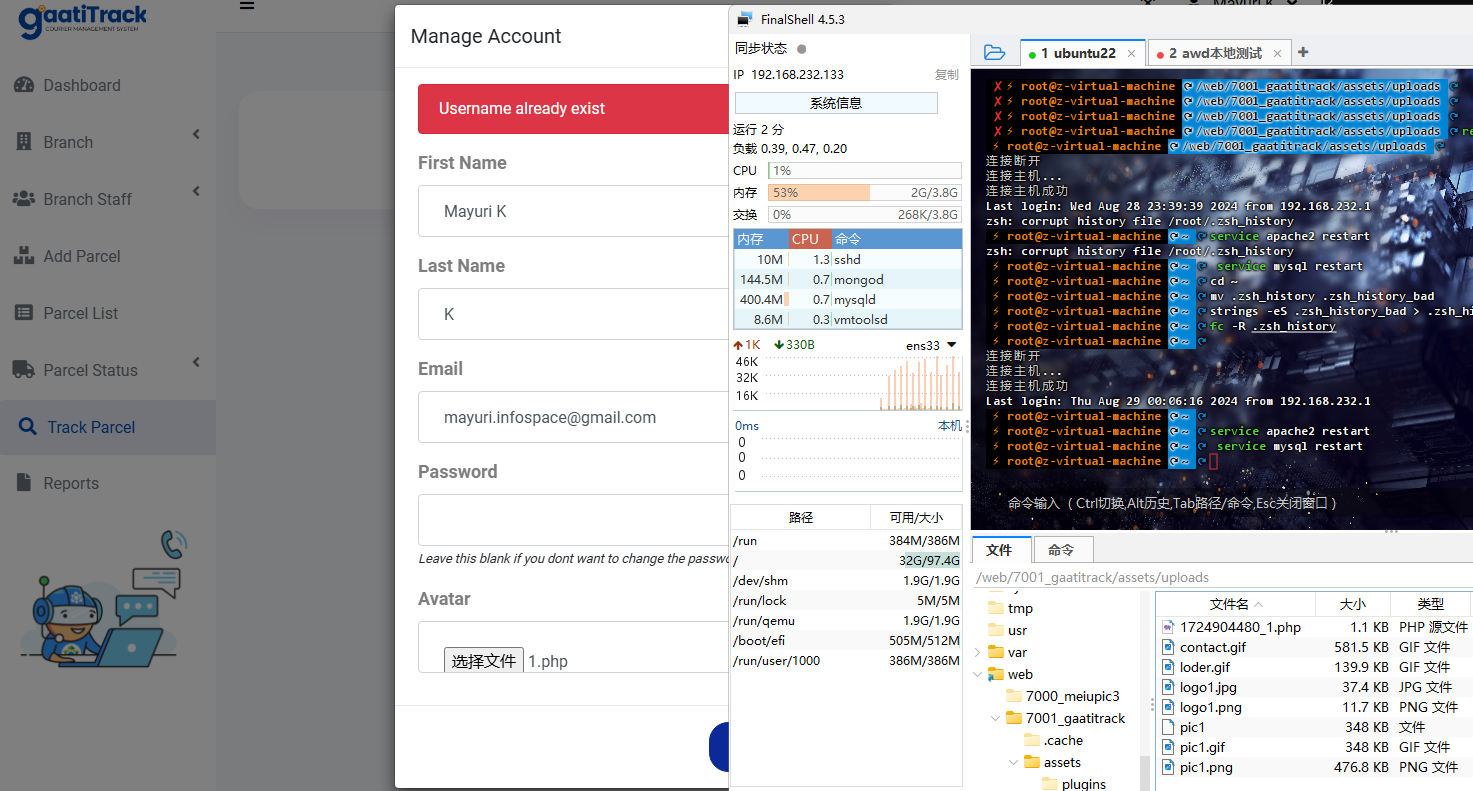 gaatiTrack
COURIER MANAGEMENT SYSTEM
Dashboard
Branch
Branch Staff
Add Parcel
Parcel List
Parcel Status
Track Parcel
Reports
Manage Account
Username already exist
First Name
Mayuri K
Last Name
K
Email
mayuri.infospace@gmail.com
Password
Leave this blank if you dont want to change the passwo
Avatar
选择文件 1.php
FinalShell 4.5.3
同步状态
IP 192.168.232.133 复制
系统信息
运行 2 分
负载 0.39, 0.47, 0.20
CPU 1%
内存 53% 2G/3.8G
交换 0% 268K/3.8G
内存 CPU 命令
10M 1.3 sshd
144.5M 0.7 mongod
400.4M 0.7 mysqld
8.6M 0.3 vmtoolsd
1K 330B ens33
46K
32K
16K
0ms 本机
0
0
0
路径 可用/大小
/run 384M/386M
/ 32G/97.4G
/dev/shm 1.9G/1.9G
/run/lock 5M/5M
/run/qemu 1.9G/1.9G
/boot/efi 505M/512M
/run/user/1000 386M/386M
1 ubuntu22 × 2 awd本地测试 × +
✗ ⚡ root@z-virtual-machine /web/7001_gaatitrack/assets/uploads
✗ ⚡ root@z-virtual-machine /web/7001_gaatitrack/assets/uploads
✗ ⚡ root@z-virtual-machine /web/7001_gaatitrack/assets/uploads
✗ ⚡ root@z-virtual-machine /web/7001_gaatitrack/assets/uploads re
⚡ root@z-virtual-machine /web/7001_gaatitrack/assets/uploads
连接断开
连接主机...
连接主机成功
Last login: Wed Aug 28 23:39:39 2024 from 192.168.232.1
zsh: corrupt history file /root/.zsh_history
⚡ root@z-virtual-machine ~ service apache2 restart
zsh: corrupt history file /root/.zsh_history
⚡ root@z-virtual-machine ~ service mysql restart
⚡ root@z-virtual-machine ~ cd ~
⚡ root@z-virtual-machine ~ mv .zsh_history .zsh_history_bad
⚡ root@z-virtual-machine ~ strings -eS .zsh_history_bad > .zsh_hi
⚡ root@z-virtual-machine ~ fc -R .zsh_history
⚡ root@z-virtual-machine ~
连接断开
连接主机...
连接主机成功
Last login: Thu Aug 29 00:06:16 2024 from 192.168.232.1
⚡ root@z-virtual-machine ~
⚡ root@z-virtual-machine ~ service apache2 restart
⚡ root@z-virtual-machine ~ service mysql restart
⚡ root@z-virtual-machine ~
命令输入 (Ctrl切换,Alt历史,Tab路径/命令,Esc关闭窗口)
文件 命令
/web/7001_gaatitrack/assets/uploads
tmp
usr
var
web
7000_meiupic3
7001_gaatitrack
.cache
assets
plugins
文件名 大小 类型
1724904480_1.php 1.1 KB PHP 源文件
contact.gif 581.5 KB GIF 文件
loder.gif 139.9 KB GIF 文件
logo1.jpg 37.4 KB JPG 文件
logo1.png 11.7 KB PNG 文件
pic1 348 KB 文件
pic1.gif 348 KB GIF 文件
pic1.png 476.8 KB PNG 文件